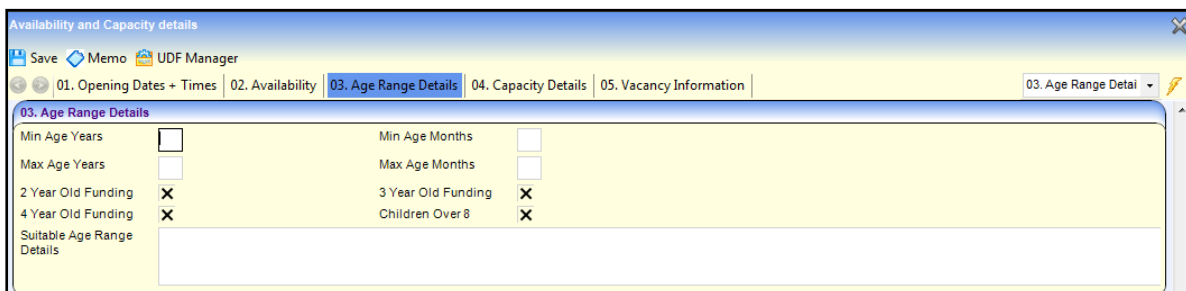 Availability and Capacity details
Save Memo UDF Manager
01. Opening Dates + Times 02. Availability 03. Age Range Details 04. Capacity Details 05. Vacancy Information 03. Age Range Detai
03. Age Range Details
Min Age Years Min Age Months
Max Age Years Max Age Months
2 Year Old Funding 3 Year Old Funding
4 Year Old Funding Children Over 8
Suitable Age Range
Details